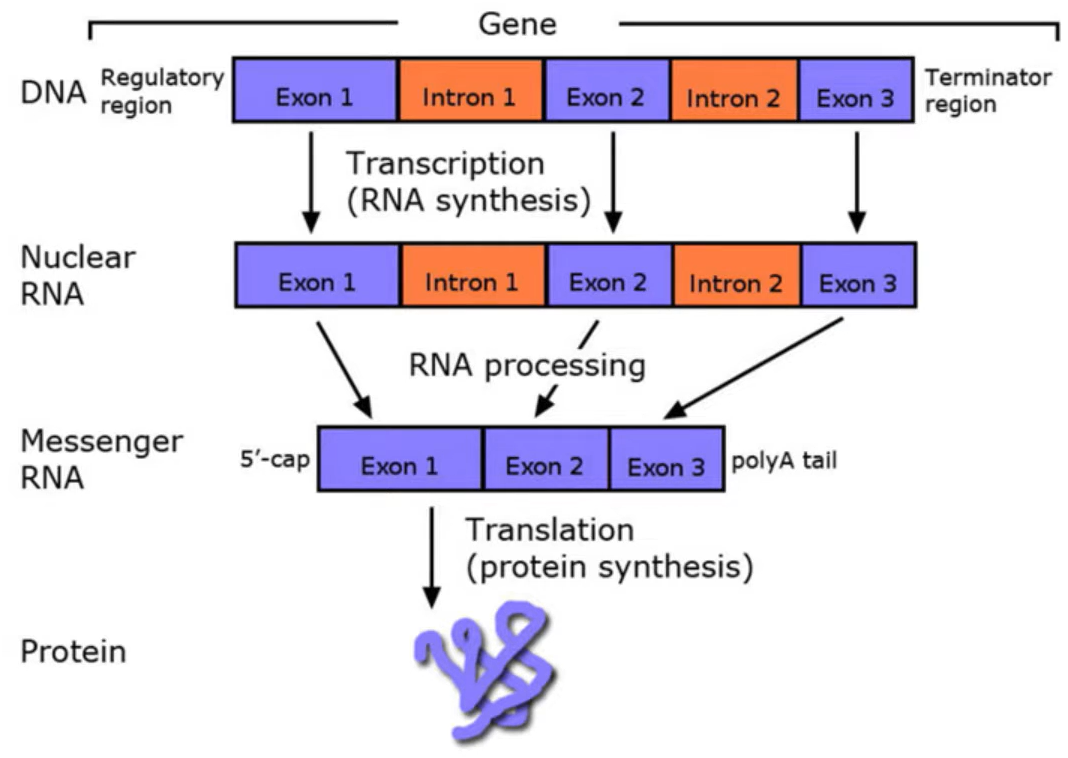 Gene
DNA
Regulatory
region
Exon 1
Intron 1
Exon 2
Intron 2
Exon 3
Terminator
region
Transcription
(RNA synthesis)
Nuclear
RNA
Exon 1
Intron 1
Exon 2
Intron 2
Exon 3
RNA processing
Messenger
RNA
5′-cap
Exon 1
Exon 2
Exon 3
polyA tail
Translation
(protein synthesis)
Protein